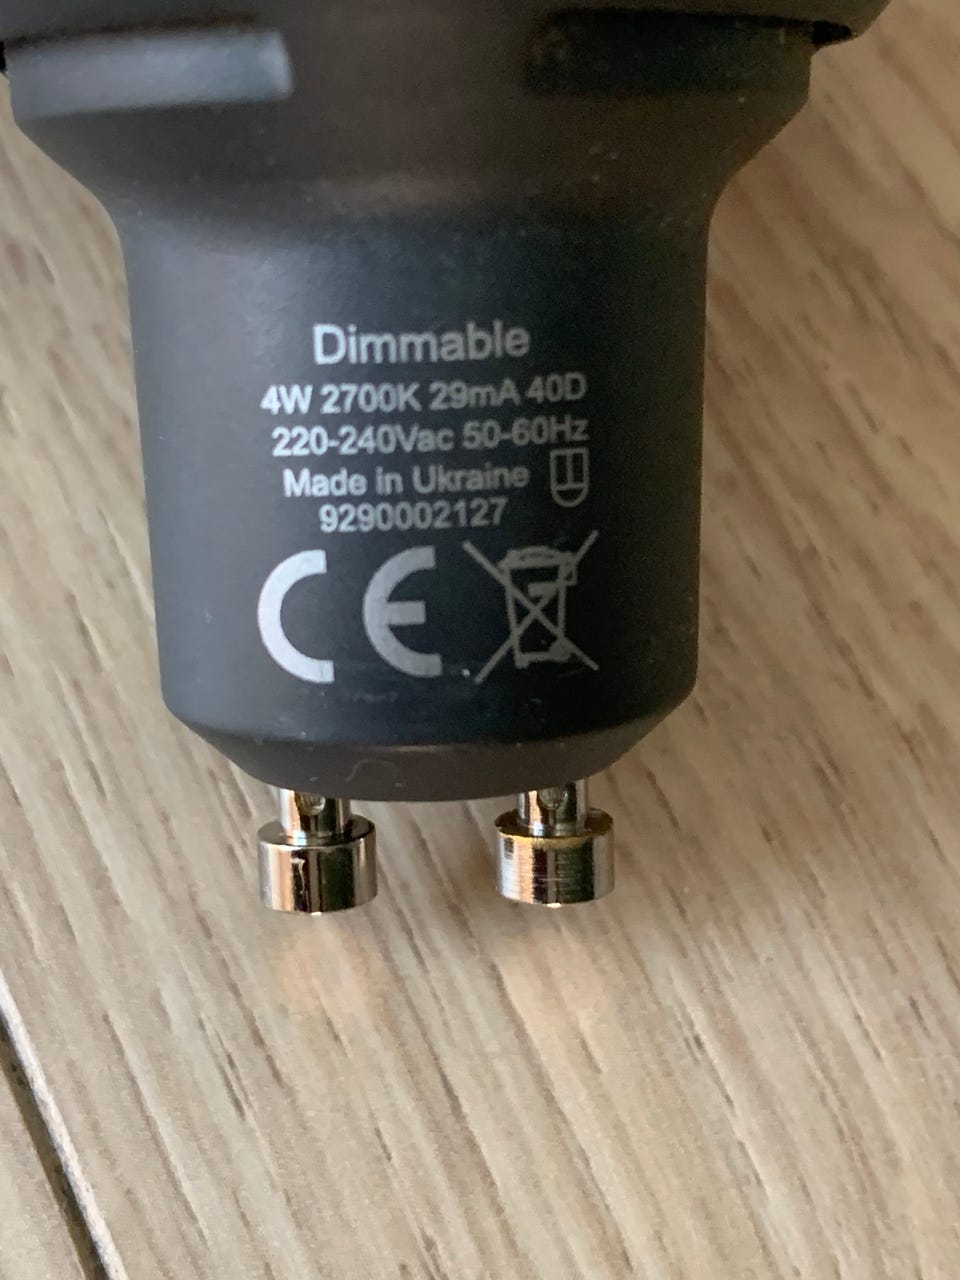 Dimmable
4W 2700K 29mA 40D
220-240Vac 50-60Hz
Made in Ukraine
9290002127
CE